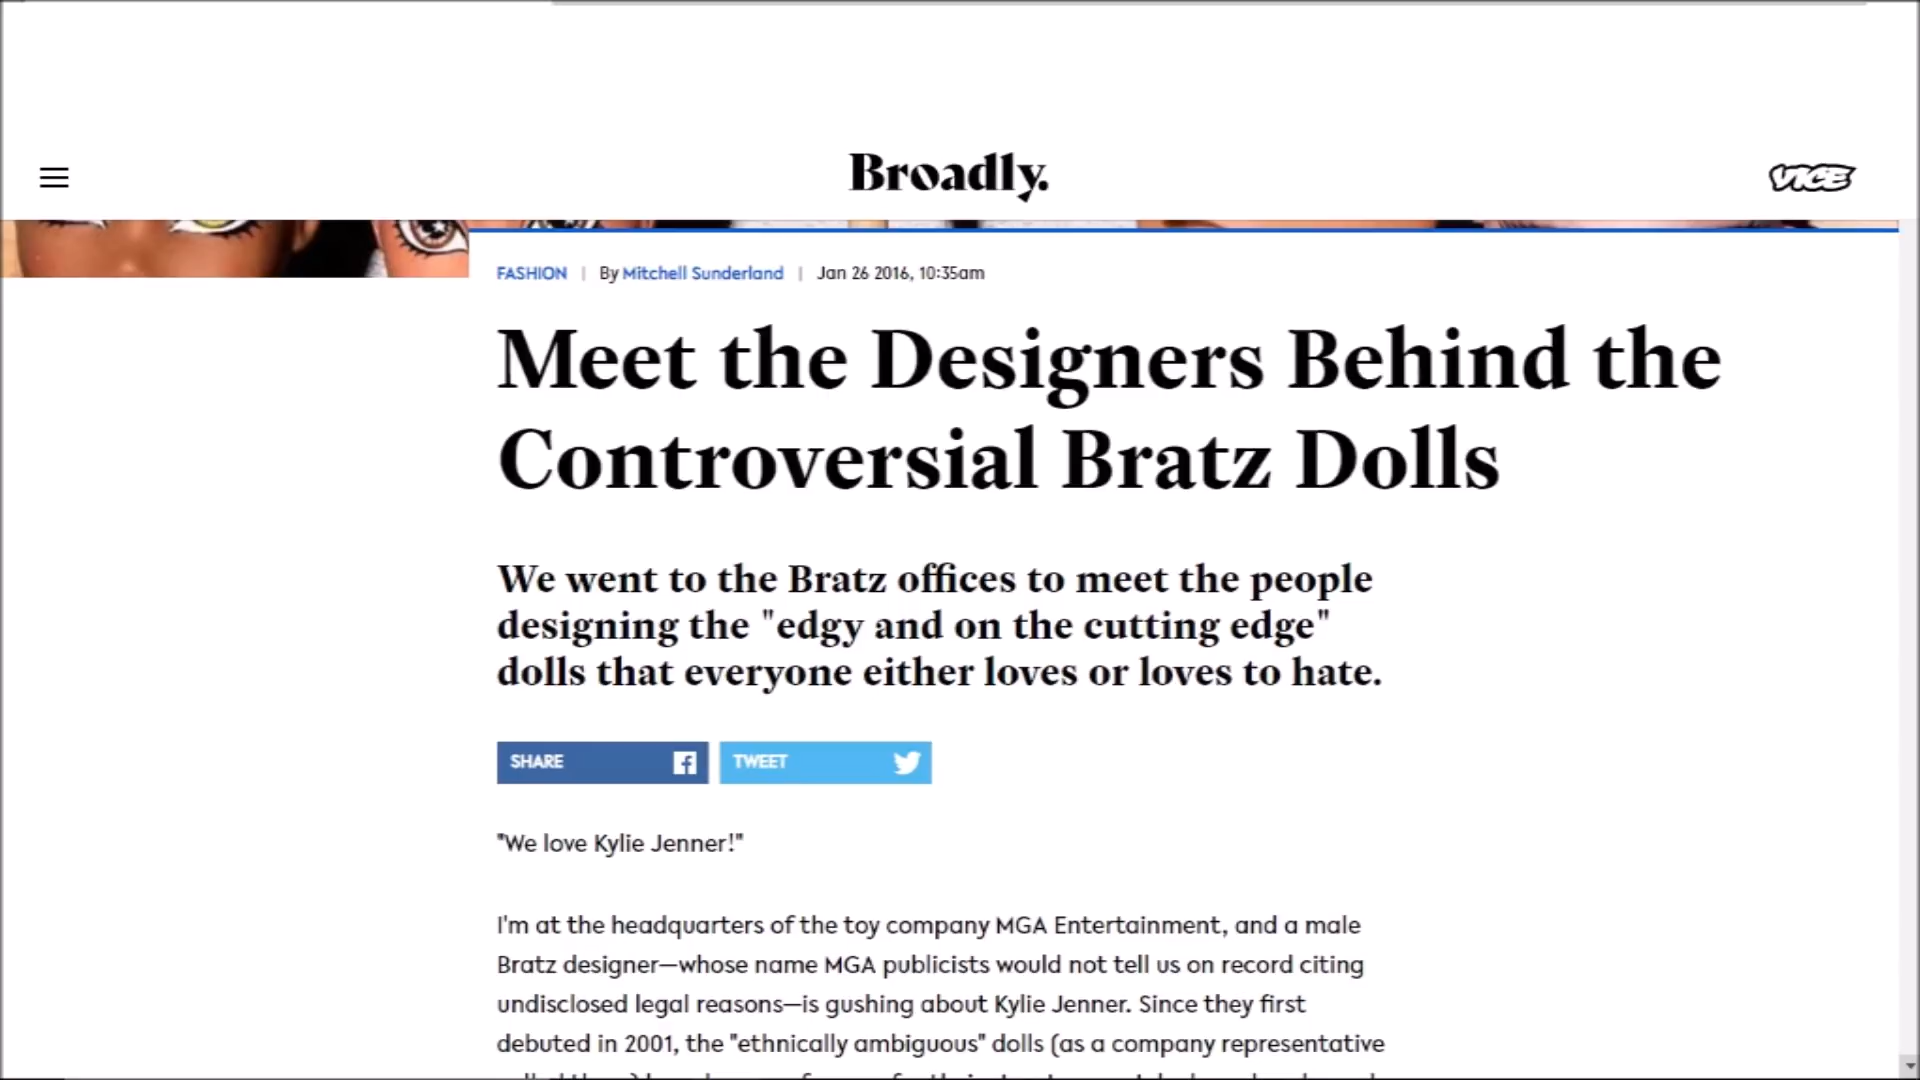 Broadly.
VICE
FASHION | By Mitchell Sunderland | Jan 26 2016, 10:35am
Meet the Designers Behind the
Controversial Bratz Dolls
We went to the Bratz offices to meet the people
designing the "edgy and on the cutting edge"
dolls that everyone either loves or loves to hate.
SHARE
TWEET
"We love Kylie Jenner!"
I'm at the headquarters of the toy company MGA Entertainment, and a male
Bratz designer—whose name MGA publicists would not tell us on record citing
undisclosed legal reasons—is gushing about Kylie Jenner. Since they first
debuted in 2001, the "ethnically ambiguous" dolls (as a company representative